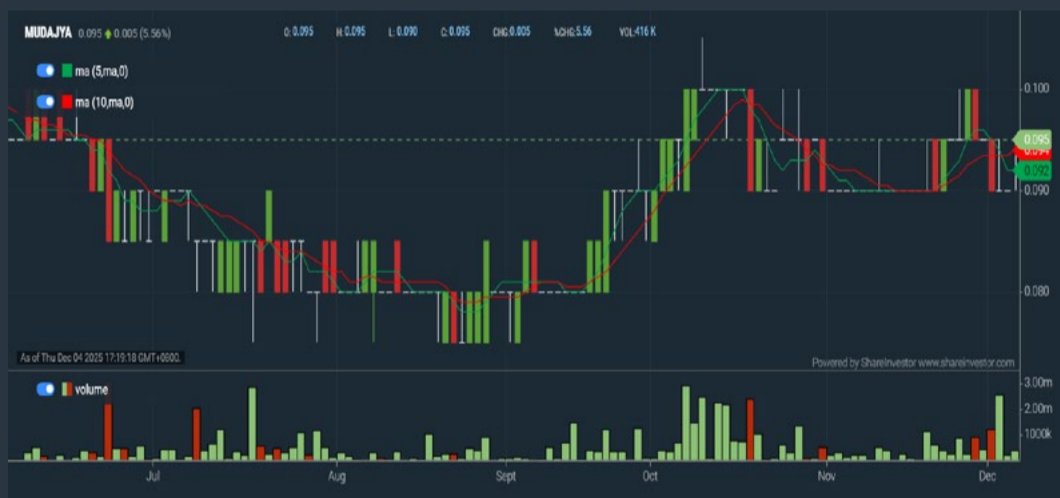 MUDAJYA 0.095 0.005 (5.56%) O: 0.095 H: 0.095 L: 0.090 C: 0.095 CHG: 0.005 %CHG: 5.56 VOL: 416 K
ma (5,ma,0)
ma (10,ma,0)
0.100
0.095
0.094
0.092
0.090
0.080
As of Thu Dec 04 2025 17:19:18 GMT+0800.
Powered by ShareInvestor www.shareinvestor.com
volume
3.00m
2.00m
1000k
Jul Aug Sept Oct Nov Dec